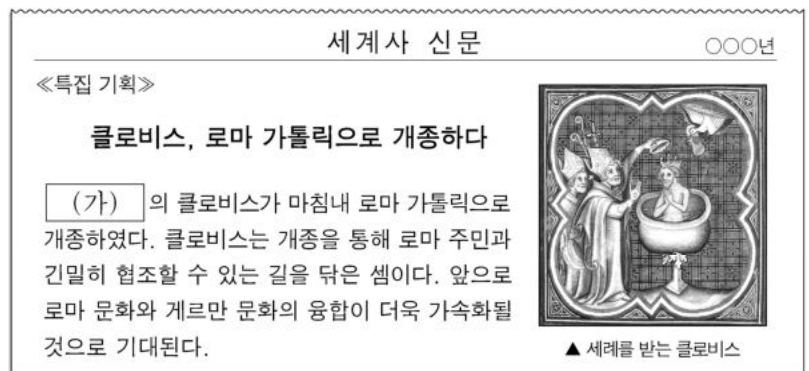 세계사 신문
○○○년
≪특집 기획≫
클로비스, 로마 가톨릭으로 개종하다
(가) 의 클로비스가 마침내 로마 가톨릭으로
개종하였다. 클로비스는 개종을 통해 로마 주민과
긴밀히 협조할 수 있는 길을 닦은 셈이다. 앞으로
로마 문화와 게르만 문화의 융합이 더욱 가속화될
것으로 기대된다.
▲ 세례를 받는 클로비스